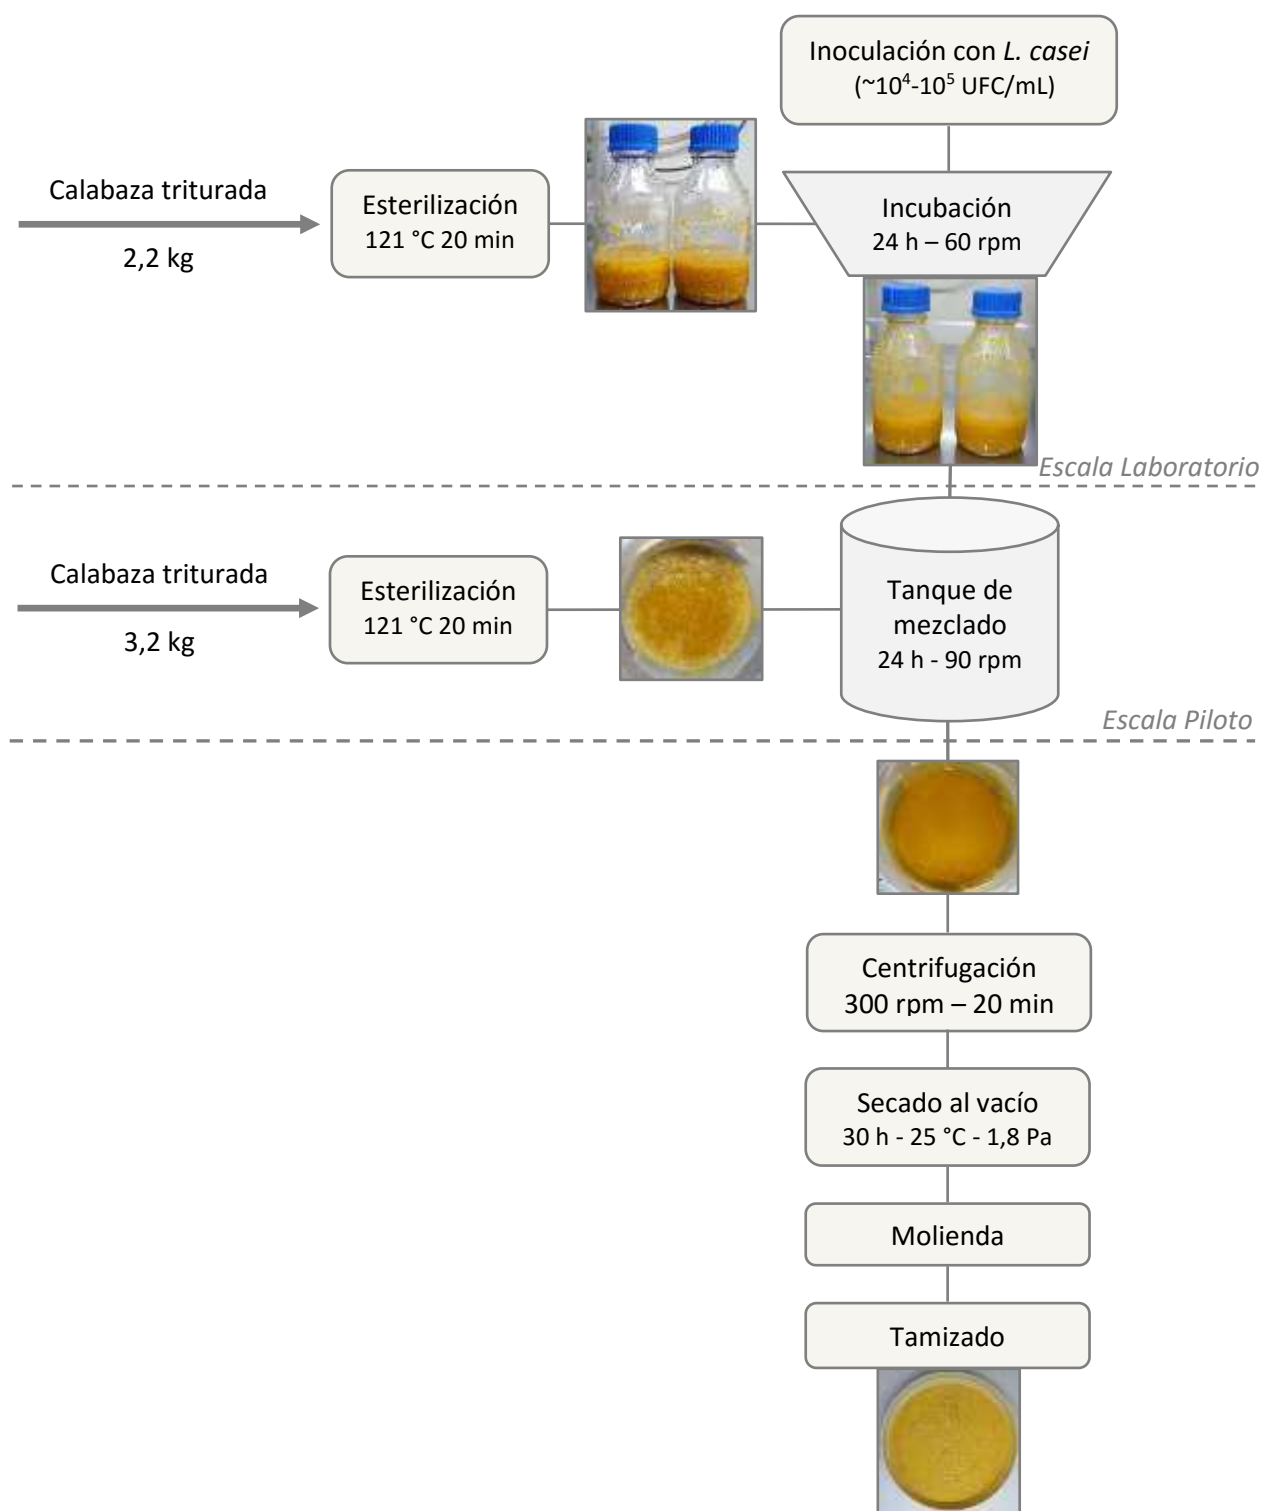 Inoculación con L. casei
(~10⁴-10⁵ UFC/mL)
Calabaza triturada
2,2 kg
Esterilización
121 °C 20 min
Incubación
24 h – 60 rpm
Escala Laboratorio
Calabaza triturada
3,2 kg
Esterilización
121 °C 20 min
Tanque de
mezclado
24 h - 90 rpm
Escala Piloto
Centrifugación
300 rpm – 20 min
Secado al vacío
30 h - 25 °C - 1,8 Pa
Molienda
Tamizado